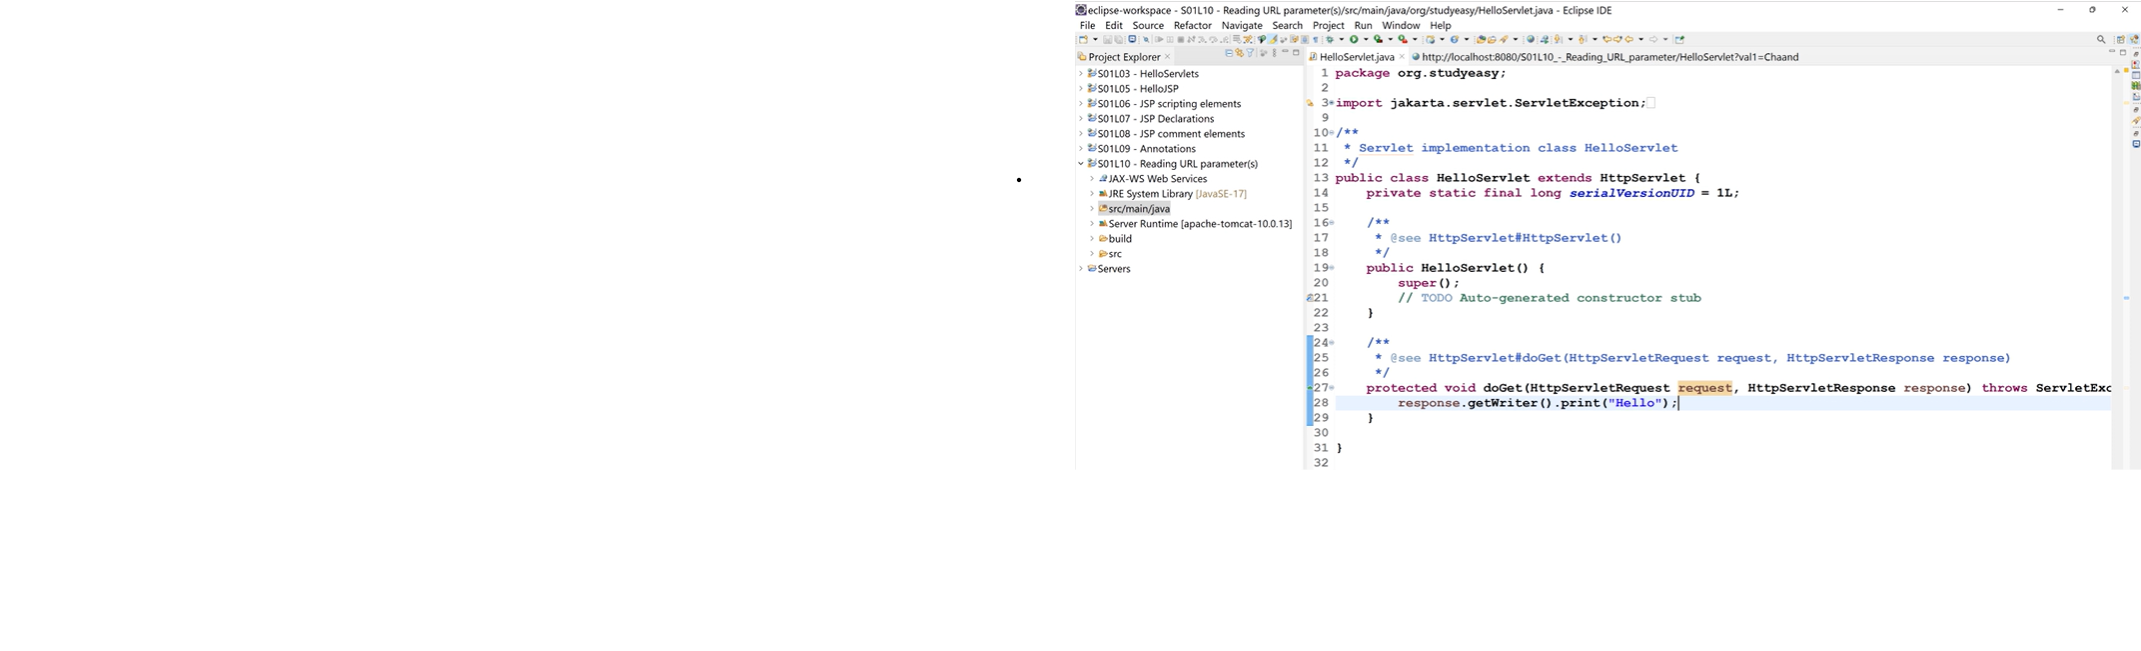 eclipse-workspace - S01L10 - Reading URL parameter(s)/src/main/java/org/studyeasy/HelloServlet.java - Eclipse IDE
File Edit Source Refactor Navigate Search Project Run Window Help
Project Explorer
S01L03 - HelloServlets
S01L05 - HelloJSP
S01L06 - JSP scripting elements
S01L07 - JSP Declarations
S01L08 - JSP comment elements
S01L09 - Annotations
S01L10 - Reading URL parameter(s)
JAX-WS Web Services
JRE System Library [JavaSE-17]
src/main/java
Server Runtime [apache-tomcat-10.0.13]
build
src
Servers
HelloServlet.java http://localhost:8080/S01L10_-_Reading_URL_parameter/HelloServlet?val1=Chaand
1 package org.studyeasy;
2
3 import jakarta.servlet.ServletException;
9
10 /**
11 * Servlet implementation class HelloServlet
12 */
13 public class HelloServlet extends HttpServlet {
14 private static final long serialVersionUID = 1L;
15
16 /**
17 * @see HttpServlet#HttpServlet()
18 */
19 public HelloServlet() {
20 super();
21 // TODO Auto-generated constructor stub
22 }
23
24 /**
25 * @see HttpServlet#doGet(HttpServletRequest request, HttpServletResponse response)
26 */
27 protected void doGet(HttpServletRequest request, HttpServletResponse response) throws ServletExc
28 response.getWriter().print("Hello");
29 }
30
31 }
32